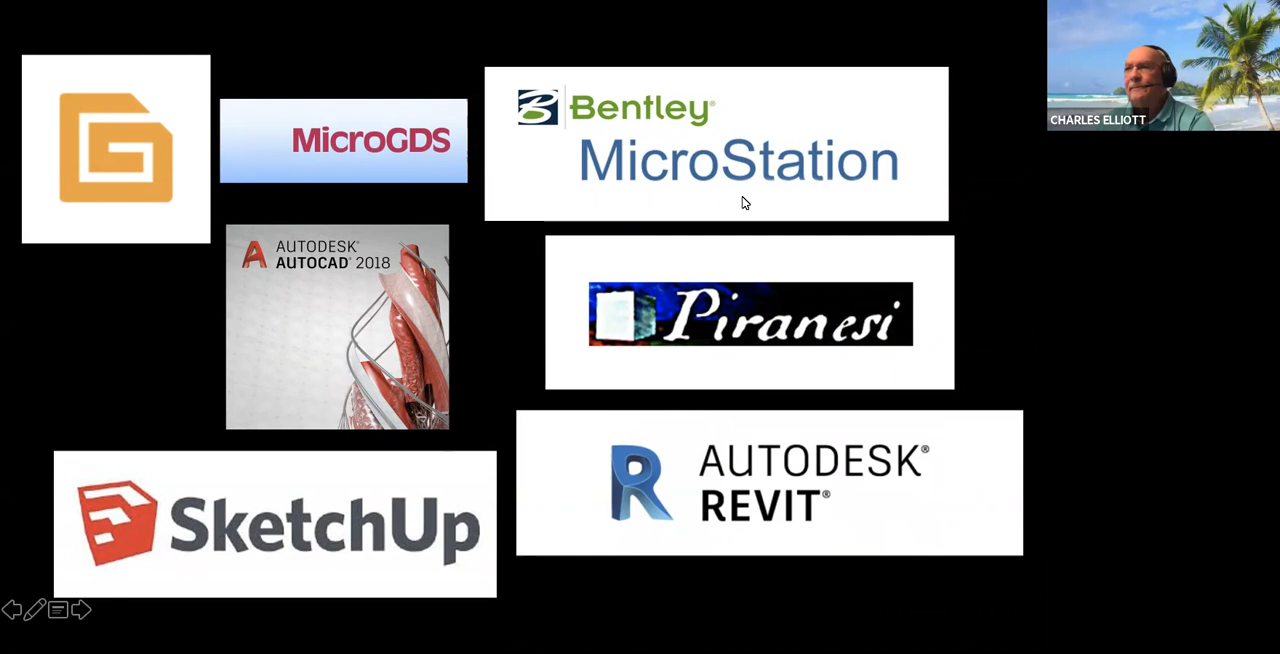 MicroGDS
Bentley®
MicroStation
CHARLES ELLIOTT
AUTODESK®
AUTOCAD® 2018
Piranesi
SketchUp
AUTODESK®
REVIT®